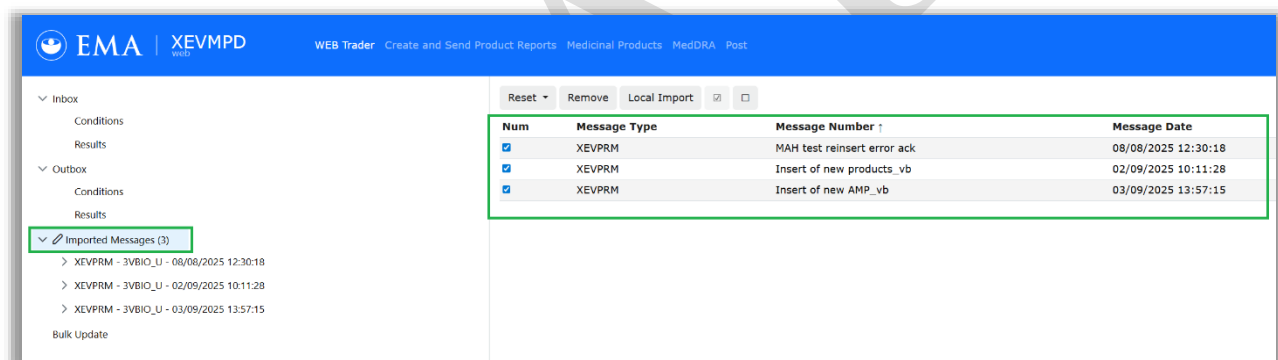 EMA | XEVMPD
web
WEB Trader Create and Send Product Reports Medicinal Products MedDRA Post
Inbox
Conditions
Results
Outbox
Conditions
Results
Imported Messages (3)
XEVPRM - 3VBIO_U - 08/08/2025 12:30:18
XEVPRM - 3VBIO_U - 02/09/2025 10:11:28
XEVPRM - 3VBIO_U - 03/09/2025 13:57:15
Bulk Update
Reset Remove Local Import
Num Message Type Message Number ↑ Message Date
XEVPRM MAH test reinsert error ack 08/08/2025 12:30:18
XEVPRM Insert of new products_vb 02/09/2025 10:11:28
XEVPRM Insert of new AMP_vb 03/09/2025 13:57:15